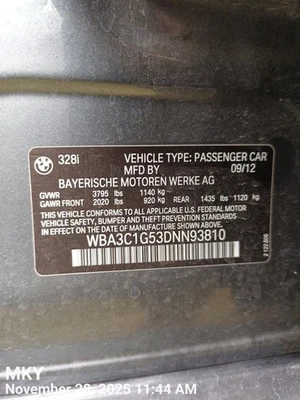 328i VEHICLE TYPE: PASSENGER CAR
MFD BY 09/12
BAYERISCHE MOTOREN WERKE AG
GVWR 3795 lbs 1140 kg
GAWR FRONT 2020 lbs 920 kg REAR 1435 lbs 1120 kg
THIS VEHICLE CONFORMS TO ALL APPLICABLE U.S. FEDERAL
MOTOR VEHICLE SAFETY, BUMPER AND THEFT PREVENTION STANDARDS
IN EFFECT ON THE DATE OF MANUFACTURE SHOWN ABOVE.
WBA3C1G53DNN93810
MKY
November 28, 2025 11:44 AM